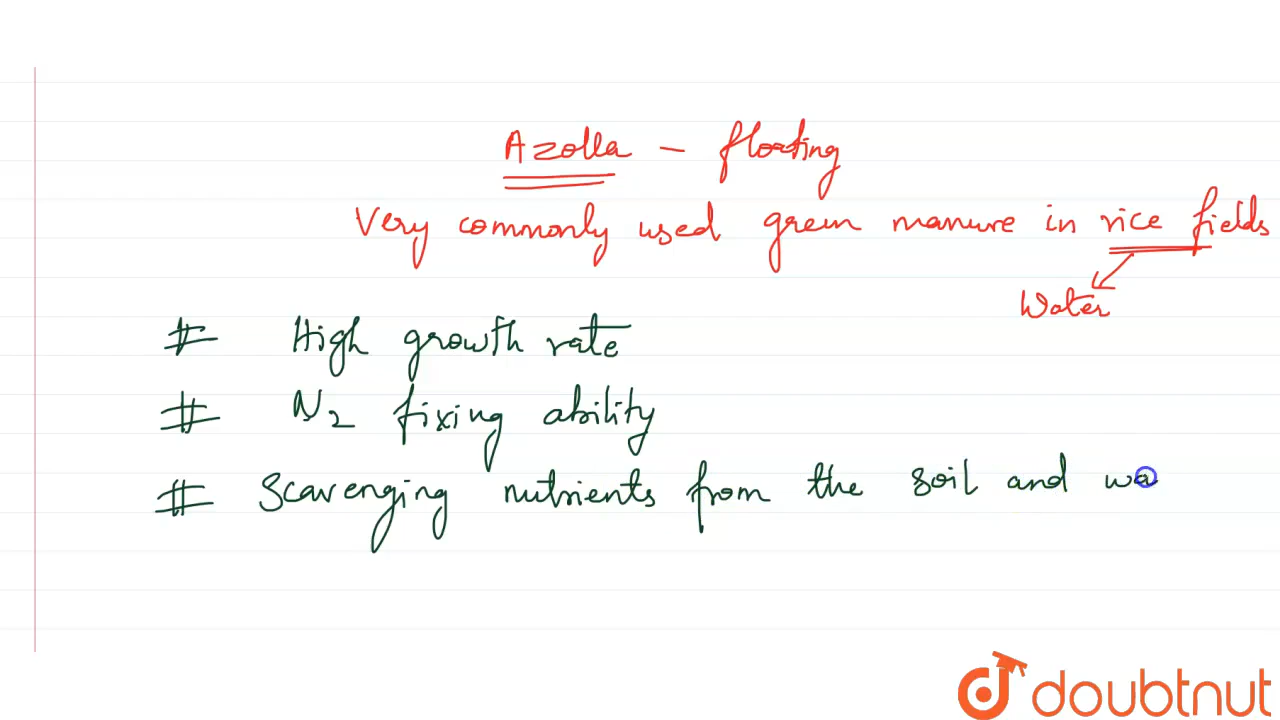 Azolla - floating
Very commonly used green manure in rice fields
Water
# High growth rate
# N2 fixing ability
# Scavenging nutrients from the soil and wa
doubtnut